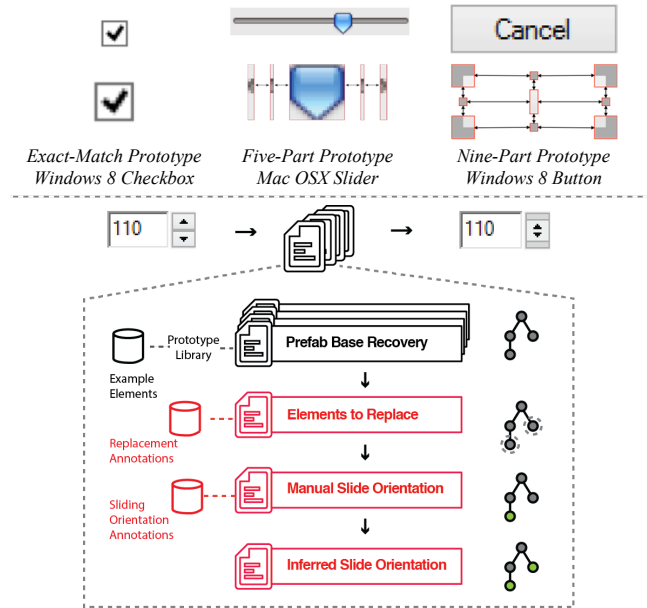 Cancel
Exact-Match Prototype
Windows 8 Checkbox
Five-Part Prototype
Mac OSX Slider
Nine-Part Prototype
Windows 8 Button
110
110
Prototype
Library
Prefab Base Recovery
Example
Elements
Elements to Replace
Replacement
Annotations
Manual Slide Orientation
Sliding
Orientation
Annotations
Inferred Slide Orientation